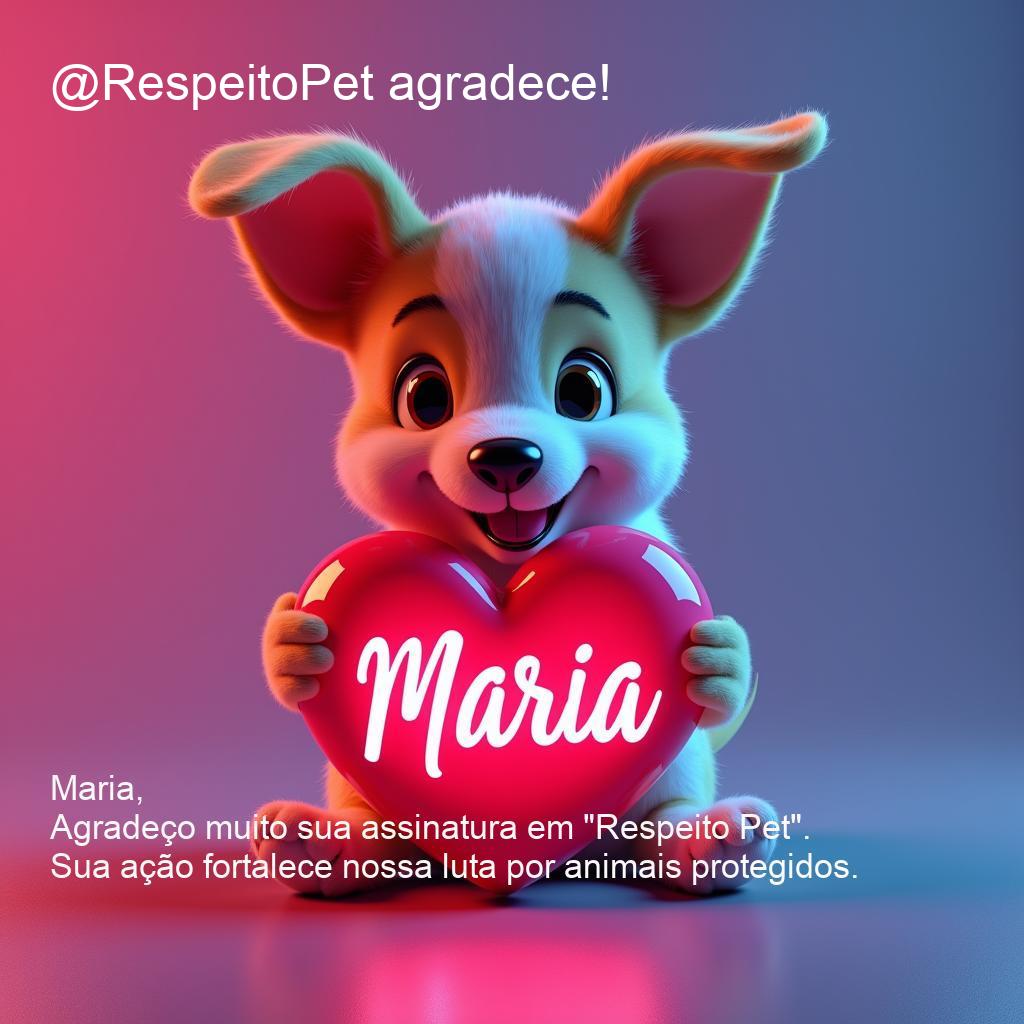 @RespeitoPet agradece!
Maria
Maria,
Agradeço muito sua assinatura em "Respeito Pet".
Sua ação fortalece nossa luta por animais protegidos.